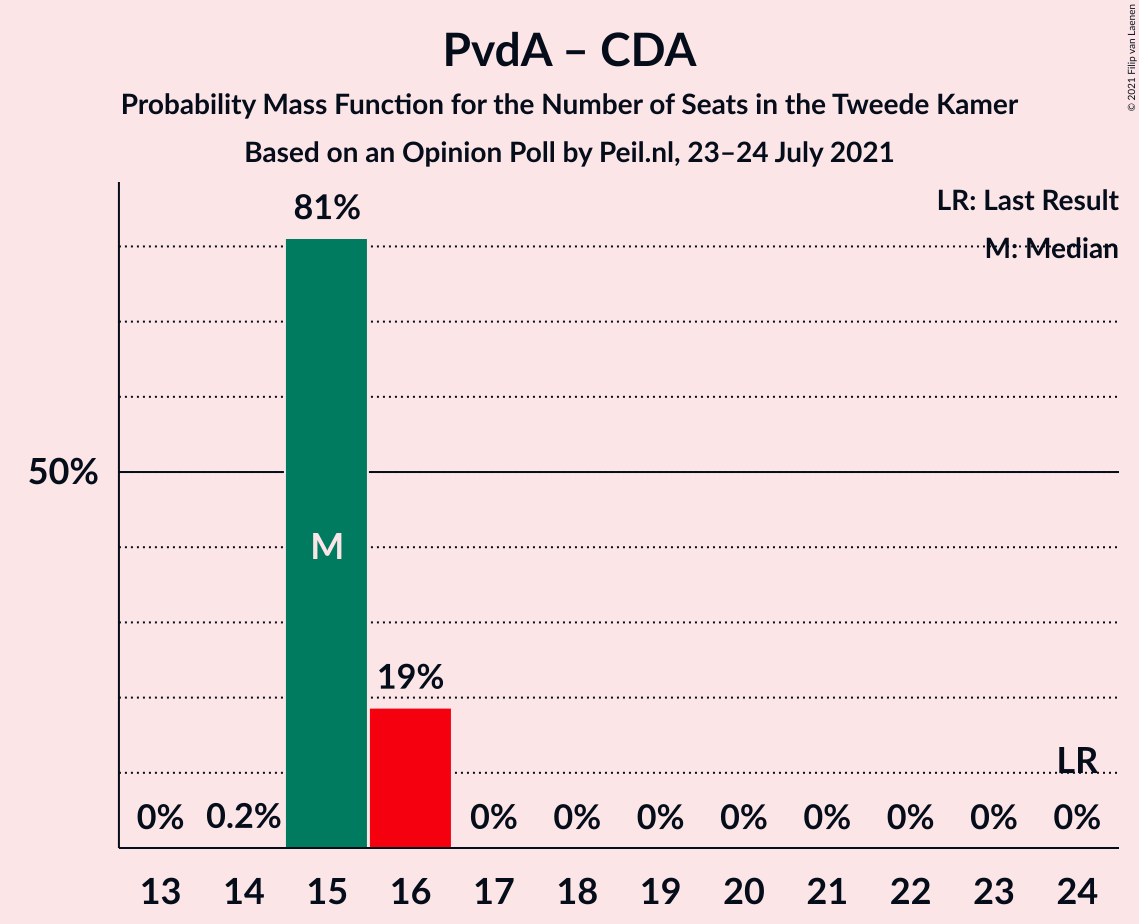 PvdA – CDA
Probability Mass Function for the Number of Seats in the Tweede Kamer
Based on an Opinion Poll by Peil.nl, 23–24 July 2021
© 2021 Filip van Laenen
LR: Last Result
M: Median
81%
50%
M
19%
LR
0% 0.2% 0% 0% 0% 0% 0% 0% 0% 0%
13 14 15 16 17 18 19 20 21 22 23 24